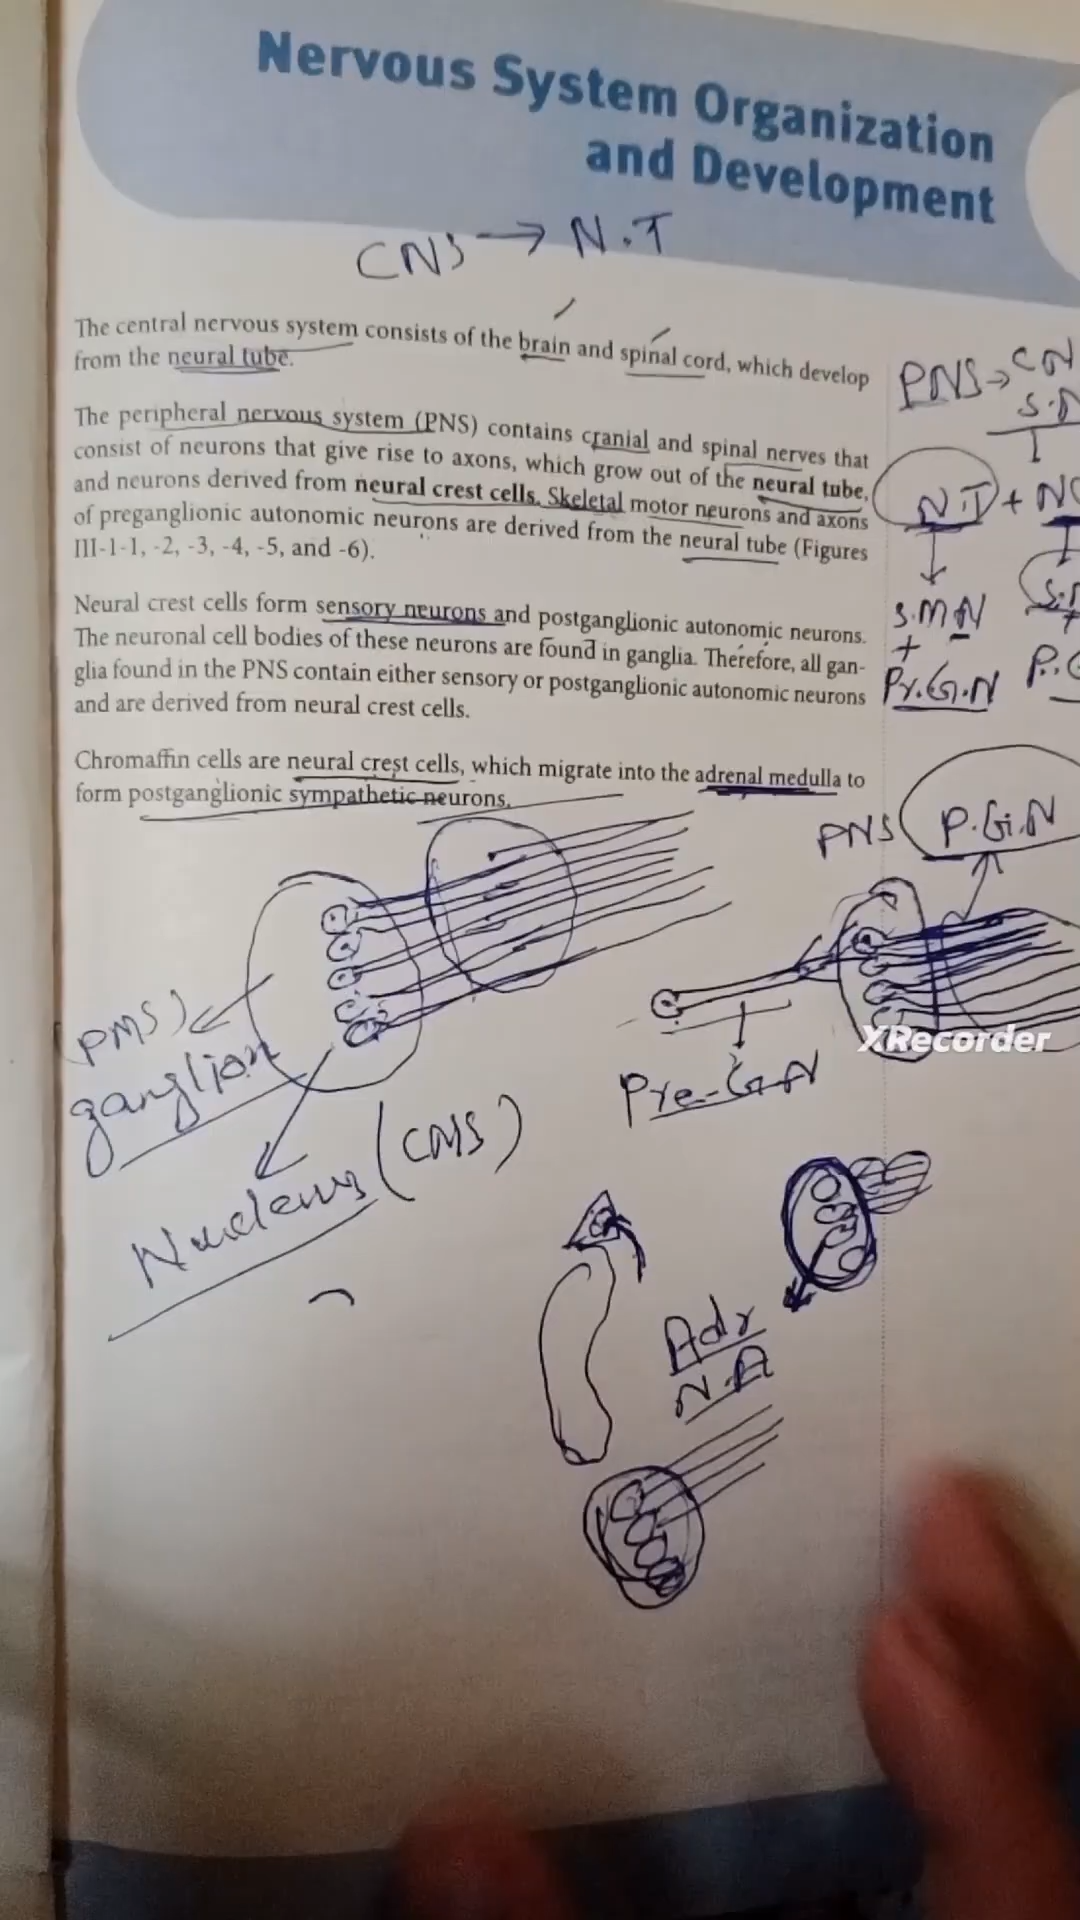 Nervous System Organization
and Development
CNS → N.T
The central nervous system consists of the brain and spinal cord, which develop
from the neural tube.
The peripheral nervous system (PNS) contains cranial and spinal nerves that
consist of neurons that give rise to axons, which grow out of the neural tube,
and neurons derived from neural crest cells. Skeletal motor neurons and axons
of preganglionic autonomic neurons are derived from the neural tube (Figures
III-1-1, -2, -3, -4, -5, and -6).
Neural crest cells form sensory neurons and postganglionic autonomic neurons.
The neuronal cell bodies of these neurons are found in ganglia. Therefore, all gan-
glia found in the PNS contain either sensory or postganglionic autonomic neurons
and are derived from neural crest cells.
Chromaffin cells are neural crest cells, which migrate into the adrenal medulla to
form postganglionic sympathetic neurons.
PNS →
N.T +
S.M.N
+
Pr.G.N
PNS
P.G.N
XRecorder
Pre-G.N
ganglion
Nucleus (CNS)
Adr
N.A